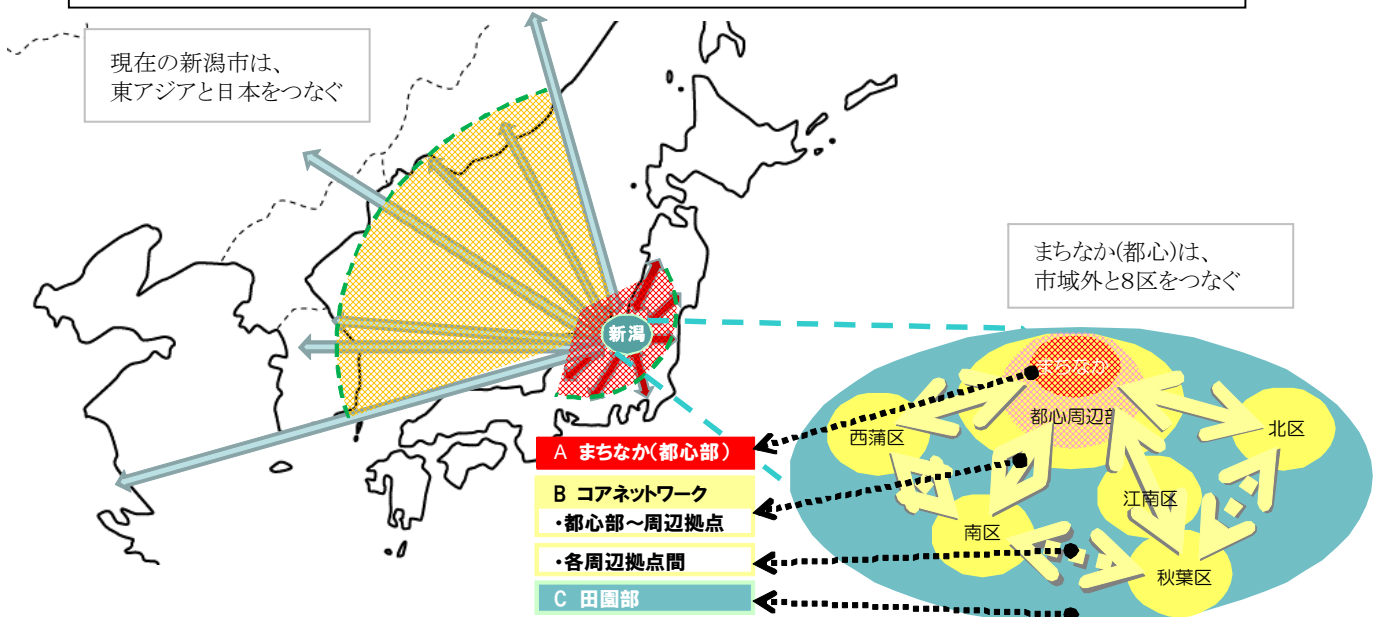 現在の新潟市は、
東アジアと日本をつなぐ
新潟
まちなか(都心)は、
市域外と8区をつなぐ
まちなか
都心周辺部
西蒲区
北区
江南区
南区
秋葉区
A まちなか(都心部)
B コアネットワーク
・都心部～周辺拠点
・各周辺拠点間
C 田園部